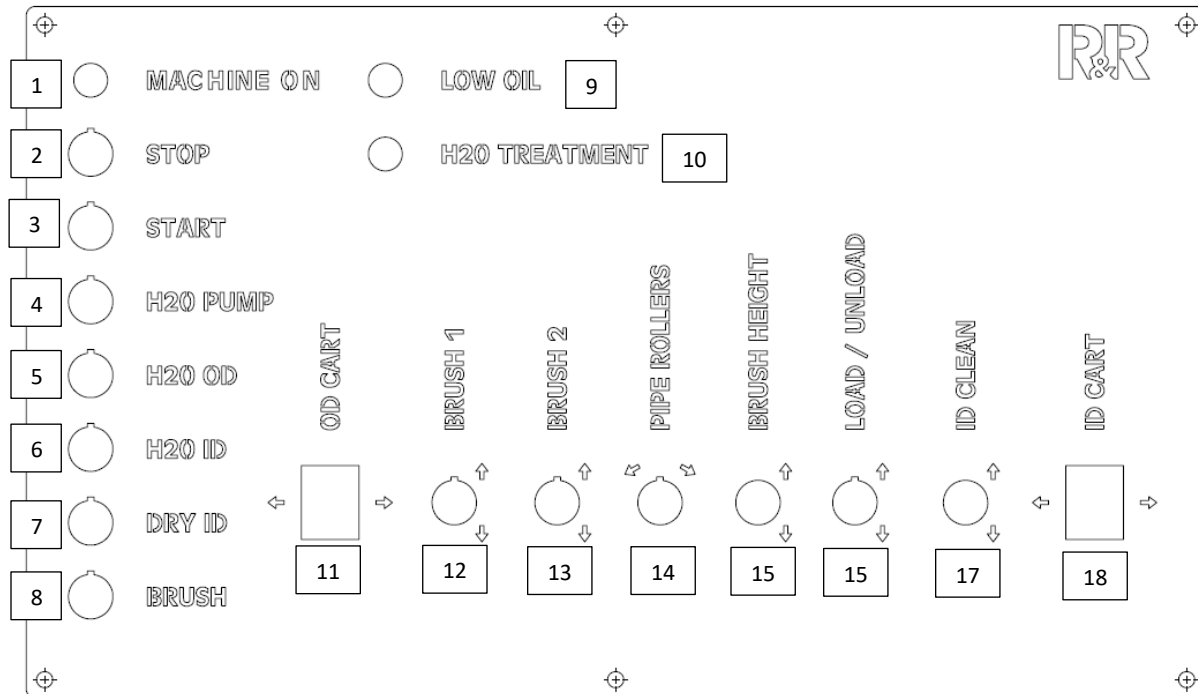 R&R
1 MACHINE ON LOW OIL 9
2 STOP H20 TREATMENT 10
3 START
4 H20 PUMP
5 H20 OD
6 H20 ID
7 DRY ID
8 BRUSH
OD CART
BRUSH 1
BRUSH 2
PIPE ROLLERS
BRUSH HEIGHT
LOAD / UNLOAD
ID CLEAN
ID CART
11 12 13 14 15 15 17 18